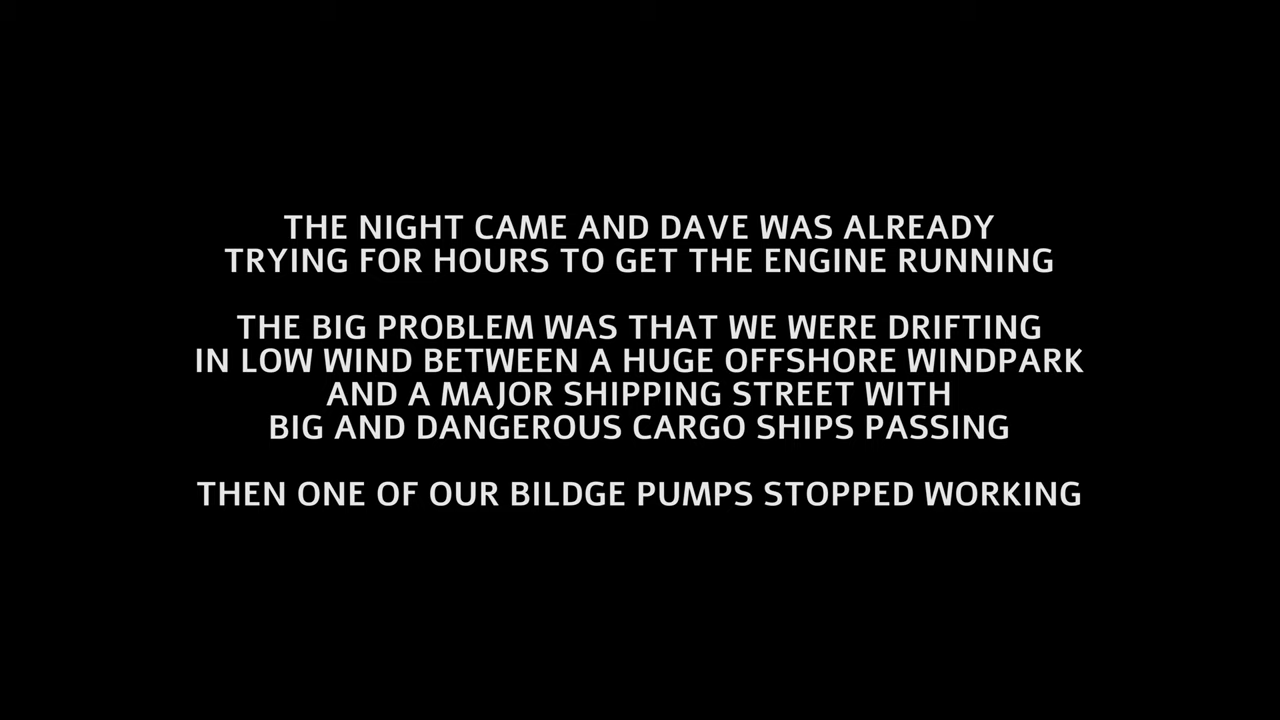 THE NIGHT CAME AND DAVE WAS ALREADY
TRYING FOR HOURS TO GET THE ENGINE RUNNING
THE BIG PROBLEM WAS THAT WE WERE DRIFTING
IN LOW WIND BETWEEN A HUGE OFFSHORE WINDPARK
AND A MAJOR SHIPPING STREET WITH
BIG AND DANGEROUS CARGO SHIPS PASSING
THEN ONE OF OUR BILDGE PUMPS STOPPED WORKING